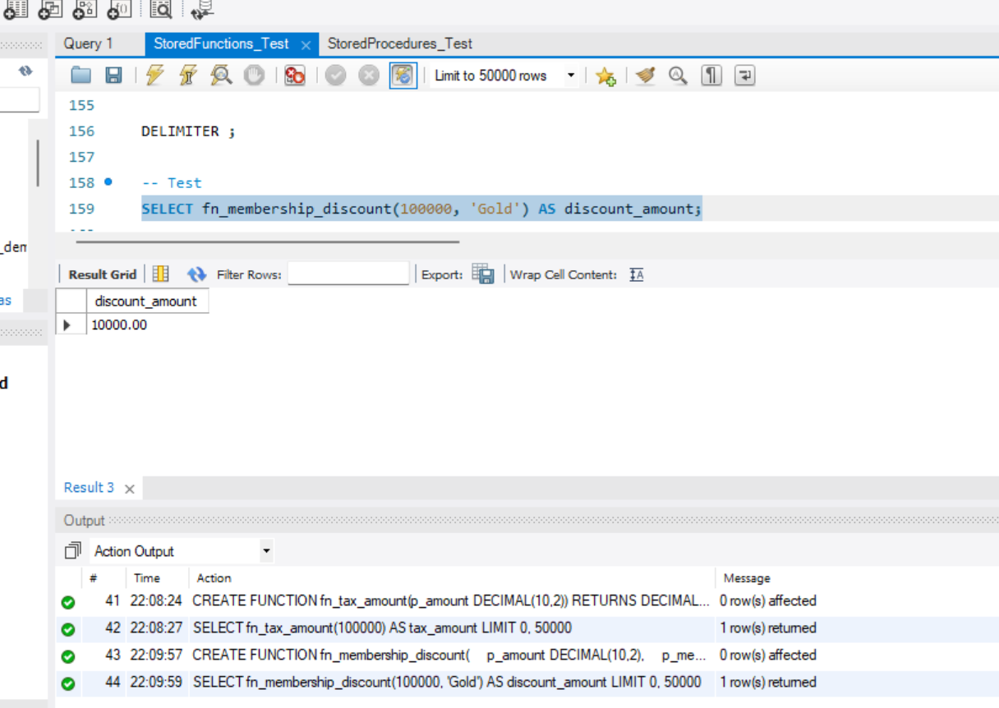 Query 1 StoredFunctions_Test StoredProcedures_Test
Limit to 50000 rows
155
156 DELIMITER ;
157
158 -- Test
159 SELECT fn_membership_discount(100000, 'Gold') AS discount_amount;
_dem
Result Grid Filter Rows: Export: Wrap Cell Content:
as
discount_amount
10000.00
d
Result 3
Output
Action Output
# Time Action Message
41 22:08:24 CREATE FUNCTION fn_tax_amount(p_amount DECIMAL(10,2)) RETURNS DECIMAL... 0 row(s) affected
42 22:08:27 SELECT fn_tax_amount(100000) AS tax_amount LIMIT 0, 50000 1 row(s) returned
43 22:09:57 CREATE FUNCTION fn_membership_discount( p_amount DECIMAL(10,2), p_me... 0 row(s) affected
44 22:09:59 SELECT fn_membership_discount(100000, 'Gold') AS discount_amount LIMIT 0, 50000 1 row(s) returned